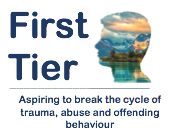 First
Tier
Aspiring to break the cycle of
trauma, abuse and offending
behaviour